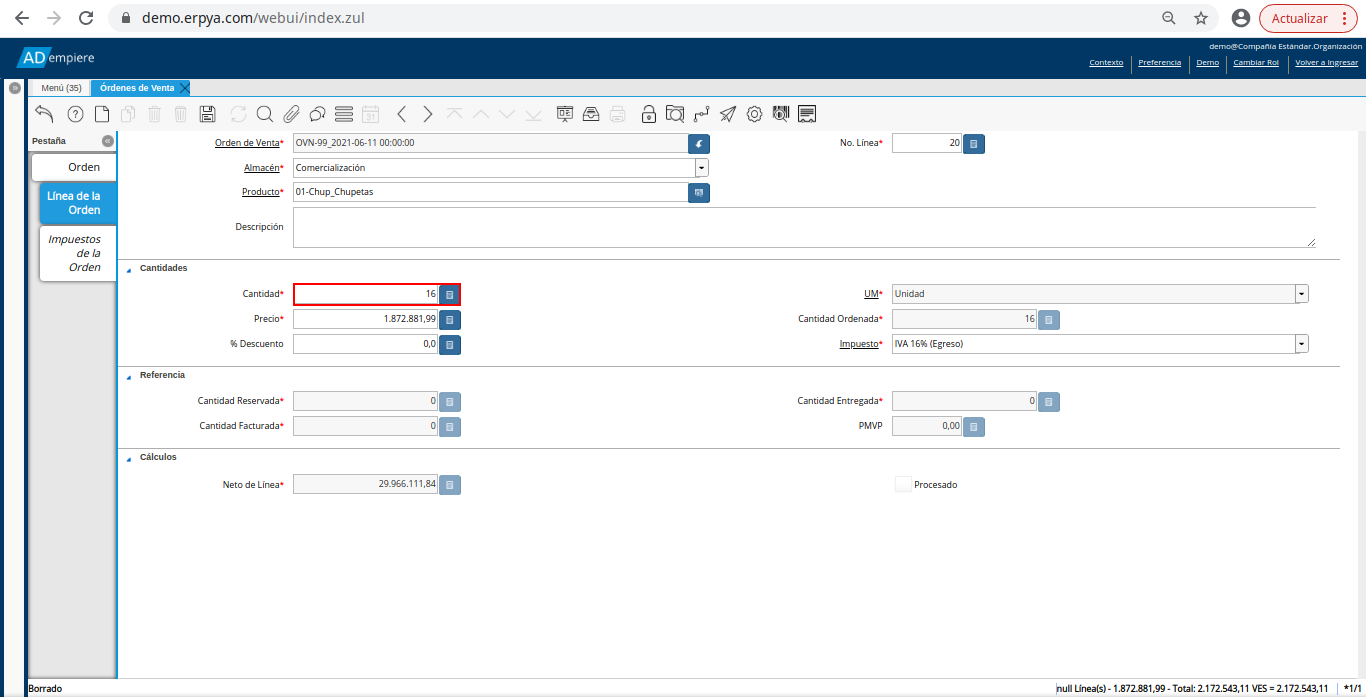 demo.erpya.com/webui/index.zul
Actualizar
ADempiere
demo@Compañia Estándar.Organización
Contexto Preferencia Demo Cambiar Rol Volver a Ingresar
Menú (35) Órdenes de Venta
31
Pestaña
Orden
Línea de la
Orden
Impuestos
de la
Orden
Orden de Venta* OVN-99_2021-06-11 00:00:00 No. Línea* 20
Almacén* Comercialización
Producto* 01-Chup_Chupetas
Descripción
Cantidades
Cantidad* 16 UM* Unidad
Precio* 1.872.881,99 Cantidad Ordenada* 16
% Descuento 0,0 Impuesto* IVA 16% (Egreso)
Referencia
Cantidad Reservada* 0 Cantidad Entregada* 0
Cantidad Facturada* 0 PMVP 0,00
Cálculos
Neto de Línea* 29.966.111,84 Procesado
Borrado null Línea(s) - 1.872.881,99 - Total: 2.172.543,11 VES = 2.172.543,11 *1/1